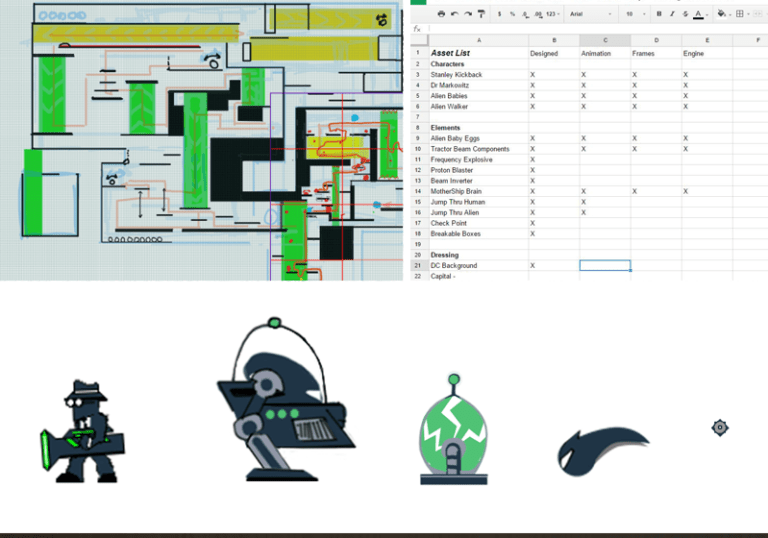 $ % .0 .00 123 Arial 10 B I S A
fx
A B C D E F
1 Asset List Designed Animation Frames Engine
2 Characters
3 Stanley Kickback X X X X
4 Dr Markowitz X X X X
5 Alien Babies X X X X
6 Alien Walker X X X X
7
8 Elements
9 Alien Baby Eggs X X X X
10 Tractor Beam Components X X X X
11 Frequency Explosive X
12 Proton Blaster X
13 Beam Inverter X
14 MotherShip Brain X X X X
15 Jump Thru Human X X
16 Jump Thru Alien X X
17 Check Point X
18 Breakable Boxes X
19
20 Dressing
21 DC Background X
22 Capital -